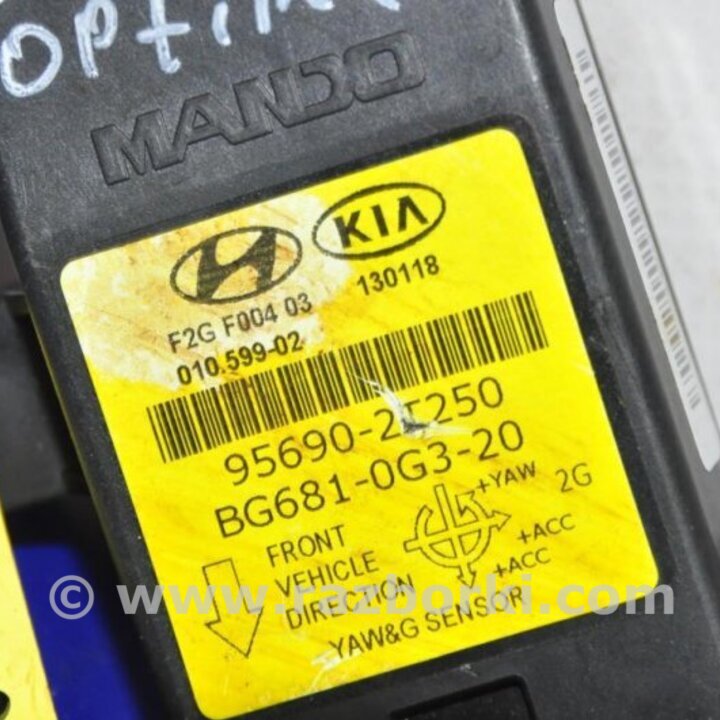 OPTIMA
MANDO
KIA
130118
F2G F004 03
010.599-02
95690-2T250
BG681-0G3-20
FRONT
VEHICLE
DIRECTION
+YAW
2G
+ACC
+ACC
YAW&G SENSOR
© www.razborki.com